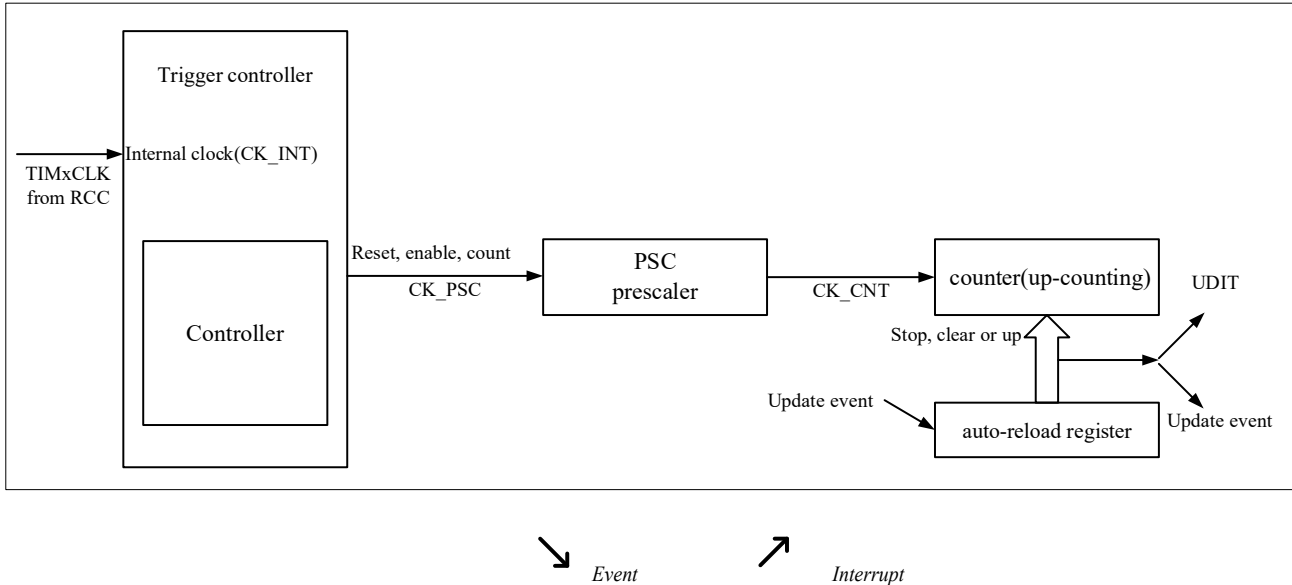 Trigger controller
Internal clock(CK_INT)
TIMxCLK
from RCC
Controller
Reset, enable, count
CK_PSC
PSC
prescaler
CK_CNT
counter(up-counting)
UDIT
Stop, clear or up
Update event
auto-reload register
Update event
Event
Interrupt